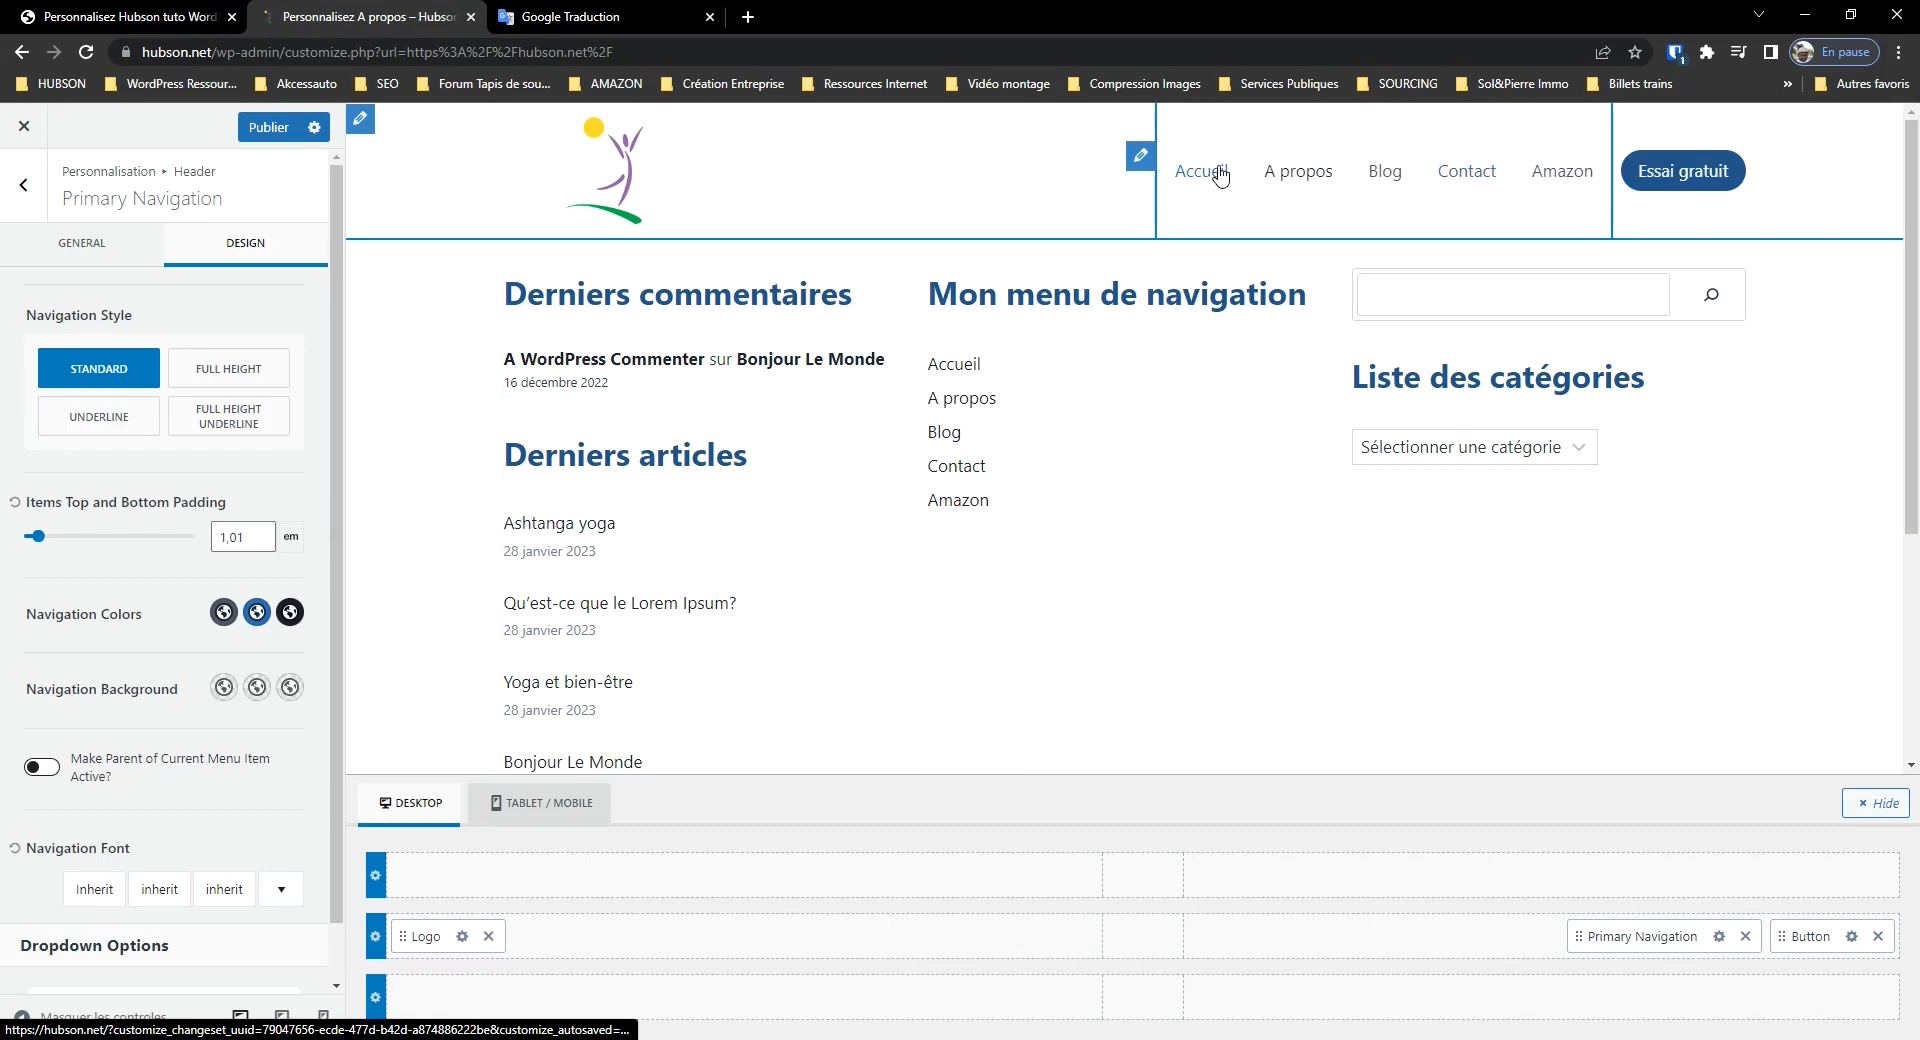 Personnalisez Hubson tuto Word
Personnalisez A propos – Hubson
Google Traduction
hubson.net/wp-admin/customize.php?url=https%3A%2F%2Fhubson.net%2F
En pause
HUBSON
WordPress Ressour...
Akcessauto
SEO
Forum Tapis de sou...
AMAZON
Création Entreprise
Ressources Internet
Vidéo montage
Compression Images
Services Publiques
SOURCING
Sol&Pierre Immo
Billets trains
»
Autres favoris
Publier
Personnalisation ▸ Header
Primary Navigation
GENERAL
DESIGN
Navigation Style
STANDARD
FULL HEIGHT
UNDERLINE
FULL HEIGHT
UNDERLINE
Items Top and Bottom Padding
1,01
em
Navigation Colors
Navigation Background
Make Parent of Current Menu Item
Active?
Navigation Font
Inherit
inherit
inherit
Dropdown Options
Masquer les contrôles
https://hubson.net/?customize_changeset_uuid=79047656-ecde-477d-b42d-a874886222be&customize_autosaved=...
Accueil
A propos
Blog
Contact
Amazon
Essai gratuit
Derniers commentaires
A WordPress Commenter sur Bonjour Le Monde
16 décembre 2022
Derniers articles
Ashtanga yoga
28 janvier 2023
Qu'est-ce que le Lorem Ipsum?
28 janvier 2023
Yoga et bien-être
28 janvier 2023
Bonjour Le Monde
Mon menu de navigation
Accueil
A propos
Blog
Contact
Amazon
Liste des catégories
Sélectionner une catégorie
DESKTOP
TABLET / MOBILE
× Hide
Logo
Primary Navigation
Button